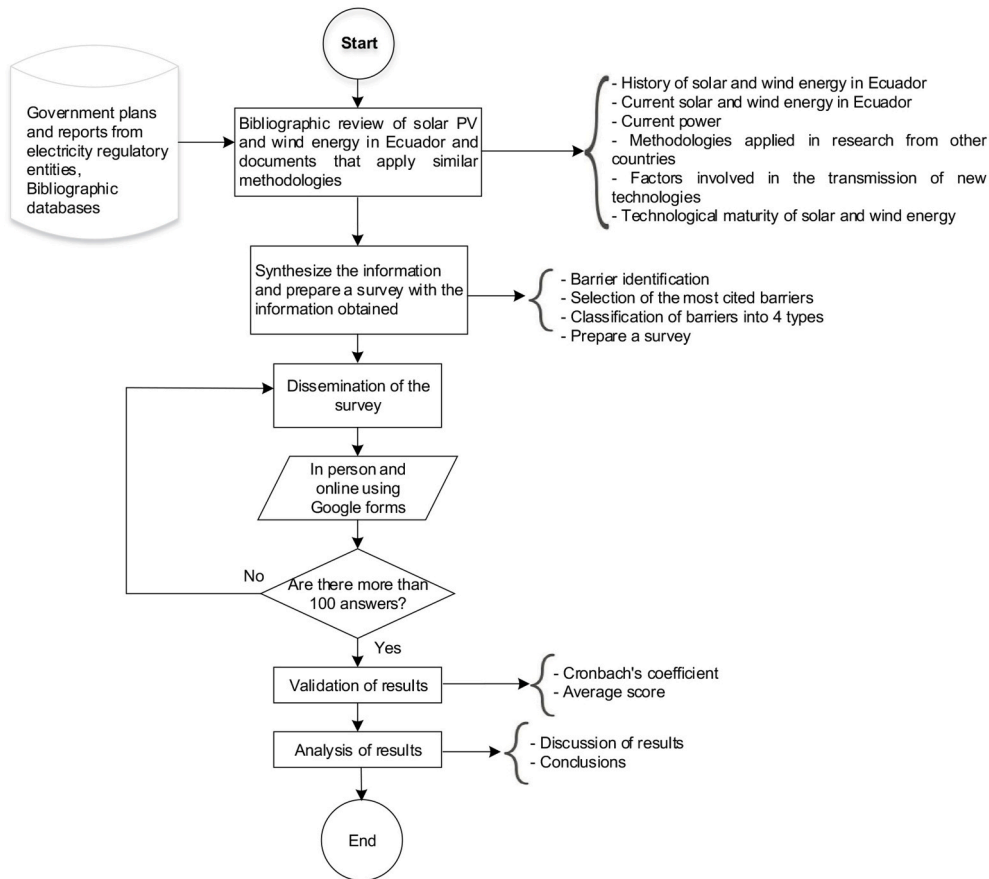 Start
Government plans
and reports from
electricity regulatory
entities,
Bibliographic
databases
Bibliographic review of solar PV
and wind energy in Ecuador and
documents that apply similar
methodologies
- History of solar and wind energy in Ecuador
- Current solar and wind energy in Ecuador
- Current power
- Methodologies applied in research from other
countries
- Factors involved in the transmission of new
technologies
- Technological maturity of solar and wind energy
Synthesize the information
and prepare a survey with the
information obtained
- Barrier identification
- Selection of the most cited barriers
- Classification of barriers into 4 types
- Prepare a survey
Dissemination of the
survey
In person and
online using
Google forms
No
Are there more than
100 answers?
Yes
Validation of results
- Cronbach's coefficient
- Average score
Analysis of results
- Discussion of results
- Conclusions
End